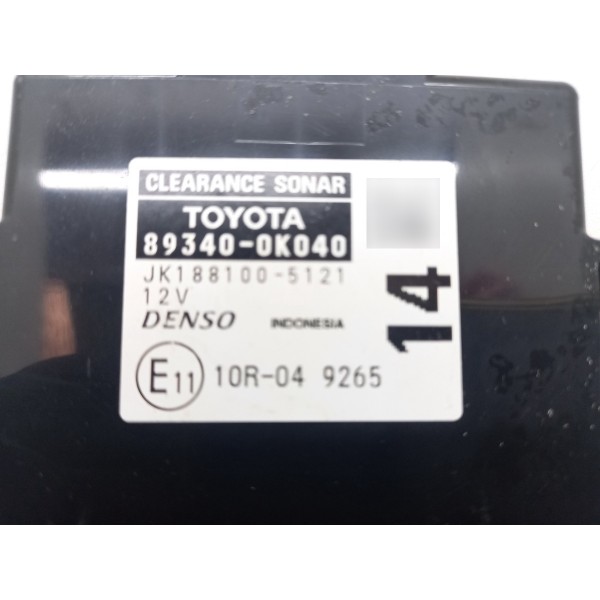 CLEARANCE SONAR
TOYOTA
89340-0K040
JK188100-5121
12V
DENSO INDONESIA
14
E11 10R-04 9265